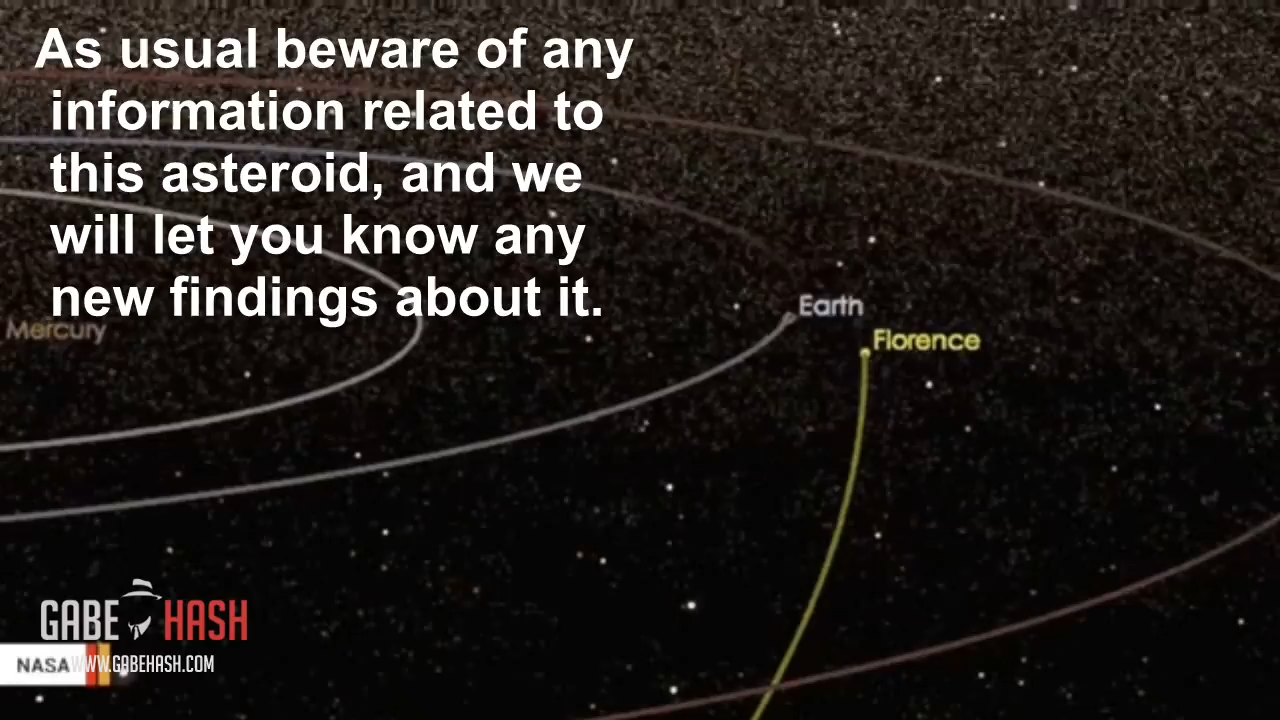 As usual beware of any
information related to
this asteroid, and we
will let you know any
new findings about it.
Mercury
Earth
Florence
GABE HASH
NASA
WWW.GABEHASH.COM